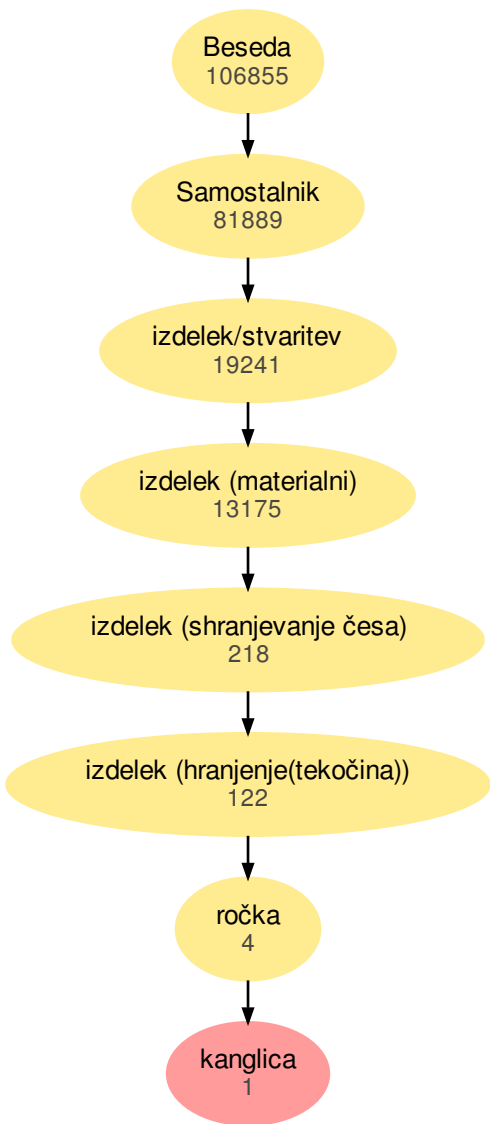 Beseda
106855
Samostalnik
81889
izdelek/stvaritev
19241
izdelek (materialni)
13175
izdelek (shranjevanje česa)
218
izdelek (hranjenje(tekočina))
122
ročka
4
kanglica
1